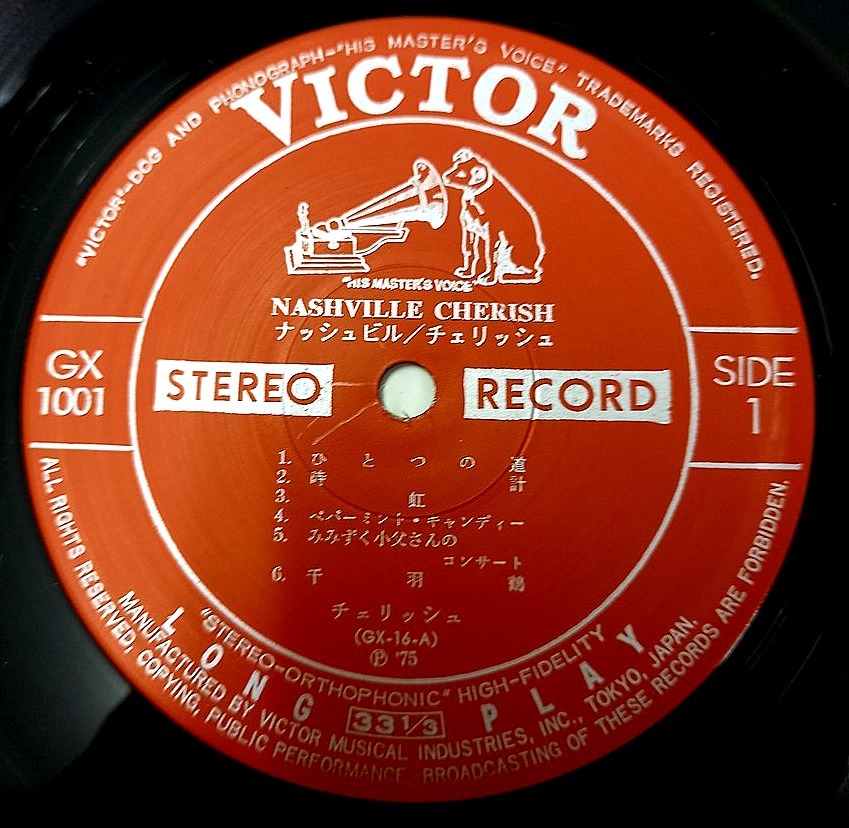 "VICTOR"-DOG AND PHONOGRAPH-"HIS MASTER'S VOICE" TRADEMARKS REGISTERED.
VICTOR
"HIS MASTER'S VOICE"
NASHVILLE CHERISH
ナッシュビル／チェリッシュ
GX
1001
STEREO RECORD
SIDE
1
1. ひとつの道
2. 時計
3. 虹
4. ペパーミント・キャンディー
5. みみずく小父さんの
コンサート
6.千羽鶴
チェリッシュ
(GX-16-A)
Ⓟ '75
"STEREO-ORTHOPHONIC" HIGH-FIDELITY
LONG 33 1/3 PLAY
MANUFACTURED BY VICTOR MUSICAL INDUSTRIES, INC., TOKYO, JAPAN.
ALL RIGHTS RESERVED, COPYING, PUBLIC PERFORMANCE, BROADCASTING OF THESE RECORDS ARE FORBIDDEN.